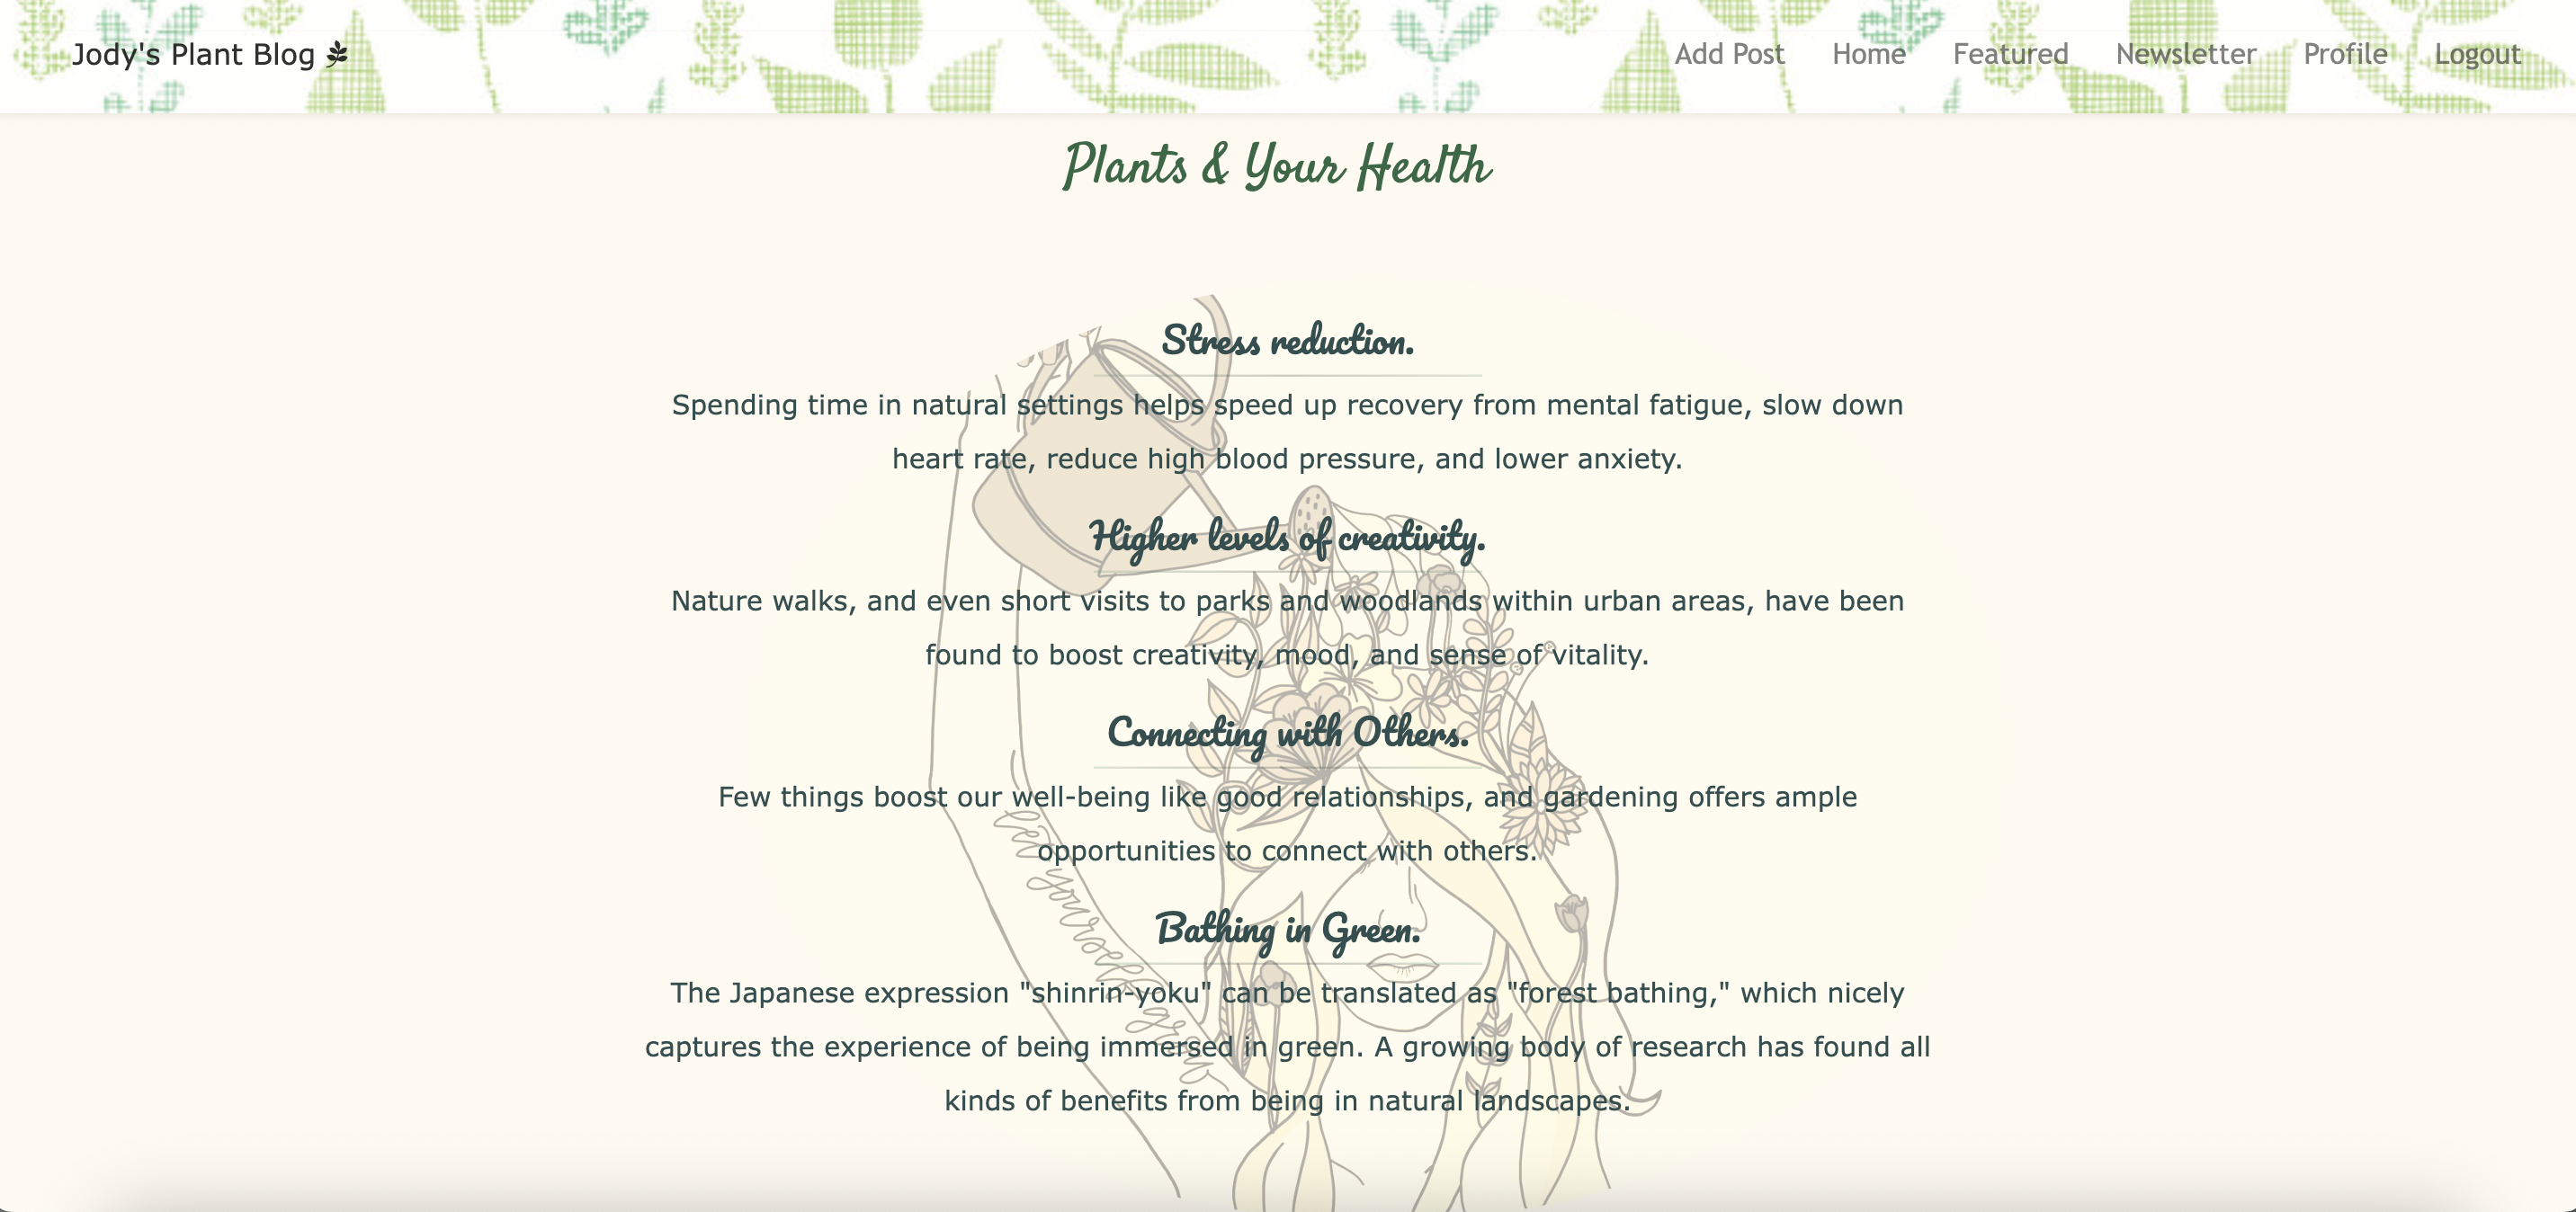 Jody's Plant Blog
Add Post Home Featured Newsletter Profile Logout
Plants & Your Health
Stress reduction.
Spending time in natural settings helps speed up recovery from mental fatigue, slow down
heart rate, reduce high blood pressure, and lower anxiety.
Higher levels of creativity.
Nature walks, and even short visits to parks and woodlands within urban areas, have been
found to boost creativity, mood, and sense of vitality.
Connecting with Others.
Few things boost our well-being like good relationships, and gardening offers ample
opportunities to connect with others.
Bathing in Green.
The Japanese expression "shinrin-yoku" can be translated as "forest bathing," which nicely
captures the experience of being immersed in green. A growing body of research has found all
kinds of benefits from being in natural landscapes.